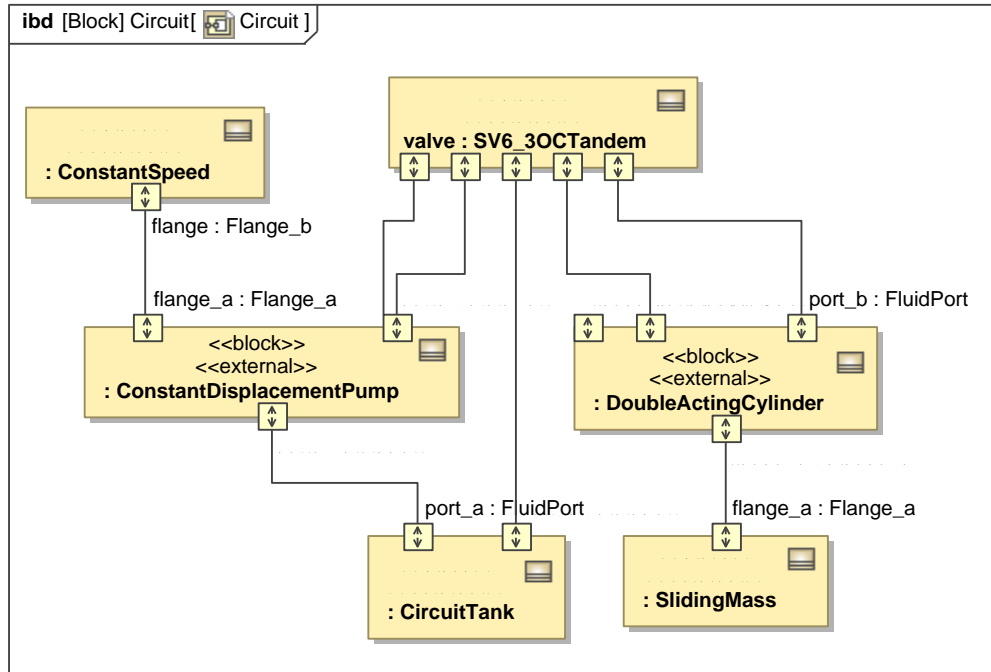 ibd [Block] Circuit[ Circuit ]
valve : SV6_3OCTandem
: ConstantSpeed
flange : Flange_b
flange_a : Flange_a
port_b : FluidPort
<<block>>
<<external>>
: ConstantDisplacementPump
<<block>>
<<external>>
: DoubleActingCylinder
port_a : FluidPort
flange_a : Flange_a
: CircuitTank
: SlidingMass